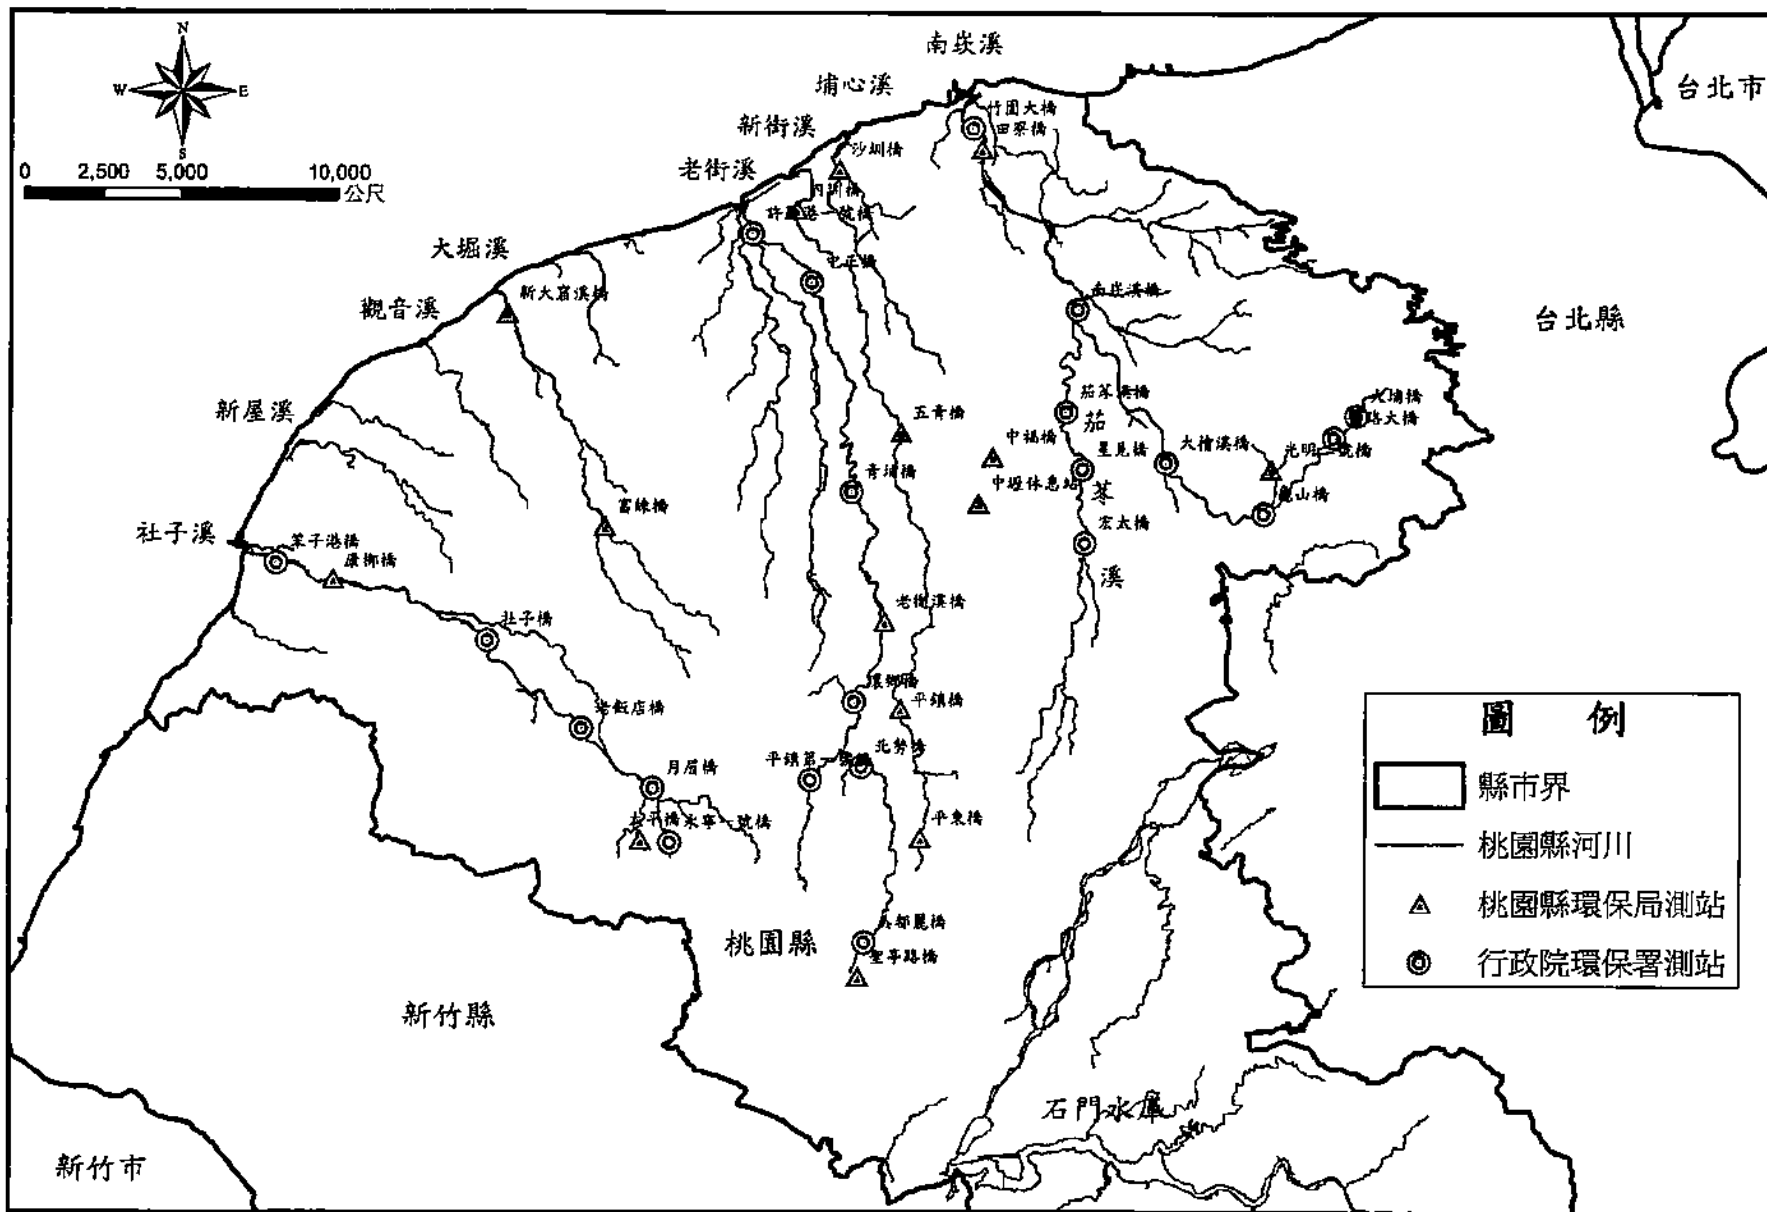 N
W
E
S
0
2,500
5,000
10,000
公尺
南崁溪
埔心溪
新街溪
老街溪
大堀溪
觀音溪
新屋溪
社子溪
台北市
台北縣
竹圍大橋
田寮橋
沙圳橋
許厝港一號橋
南崁溪橋
五青橋
中福橋
中壢休息站
青埔橋
茄苳溪橋
茄
苳
溪
星見橋
宏太橋
大檜溪橋
光明一號橋
龜山橋
大埔橋
路大橋
富綠橋
笨子港橋
康榔橋
社子橋
老飯店橋
月眉橋
永寧一號橋
老街溪橋
環鄉橋
平鎮橋
北勢橋
平鎮第一號橋
平東橋
美都麗橋
聖亭路橋
桃園縣
新竹縣
新竹市
石門水庫
圖 例
縣市界
桃園縣河川
桃園縣環保局測站
行政院環保署測站